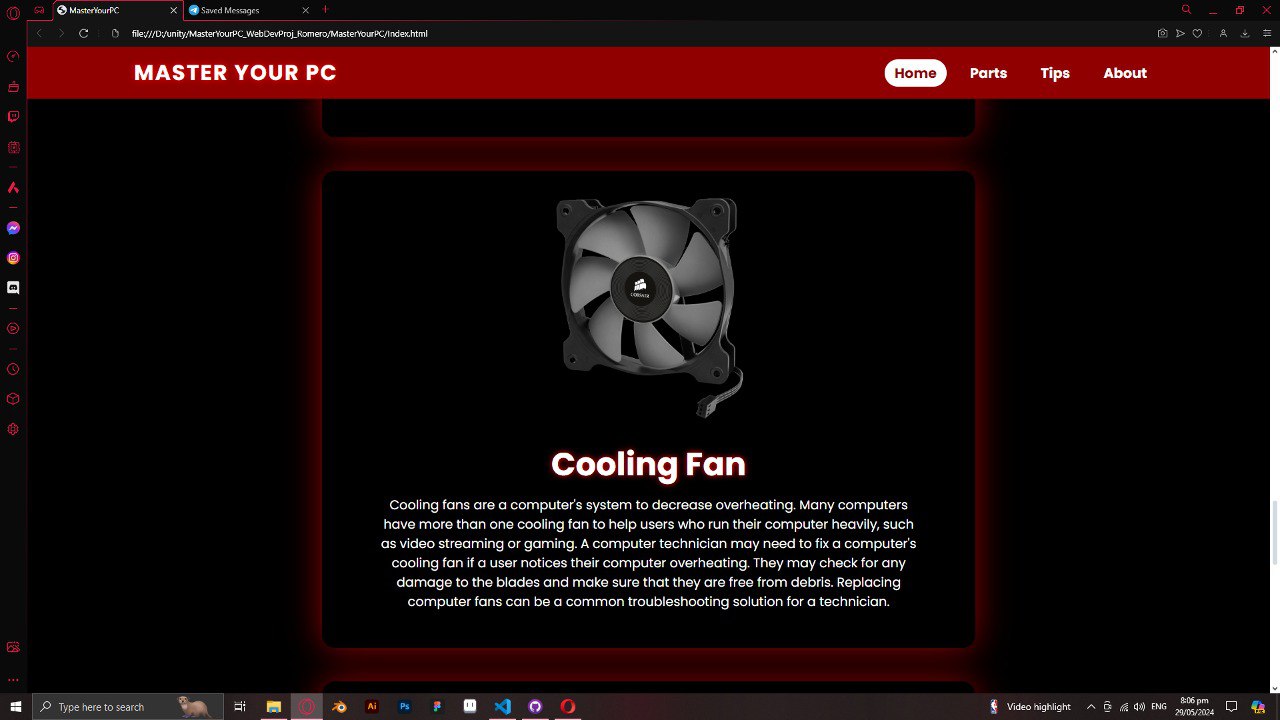 MasterYourPC
Saved Messages
file:///D:/unity/MasterYourPC_WebDevProj_Romero/MasterYourPC/Index.html
MASTER YOUR PC
Home
Parts
Tips
About
CORSAIR
Cooling Fan
Cooling fans are a computer's system to decrease overheating. Many computers
have more than one cooling fan to help users who run their computer heavily, such
as video streaming or gaming. A computer technician may need to fix a computer's
cooling fan if a user notices their computer overheating. They may check for any
damage to the blades and make sure that they are free from debris. Replacing
computer fans can be a common troubleshooting solution for a technician.
Type here to search
Ai
Ps
Video highlight
ENG
8:06 pm
29/05/2024